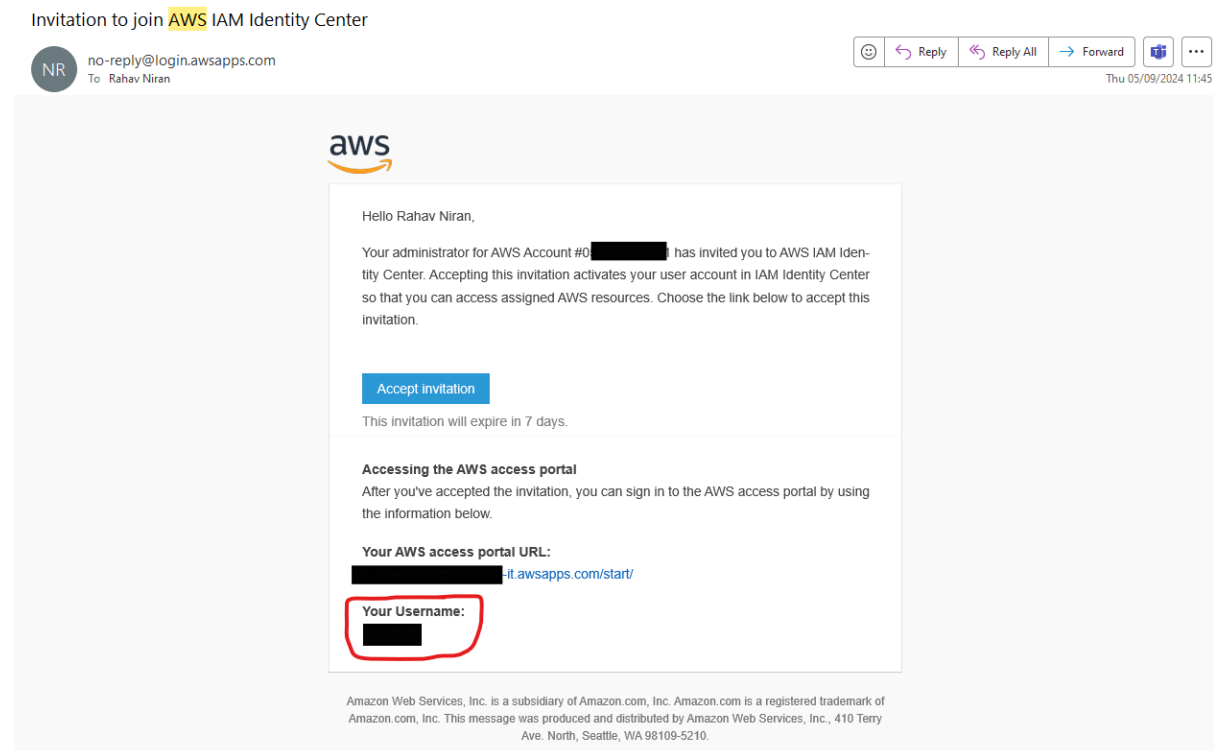 Invitation to join AWS IAM Identity Center
NR
no-reply@login.awsapps.com
To Rahav Niran
Reply
Reply All
Forward
Thu 05/09/2024 11:45
aws
Hello Rahav Niran,
Your administrator for AWS Account #0 has invited you to AWS IAM Iden-
tity Center. Accepting this invitation activates your user account in IAM Identity Center
so that you can access assigned AWS resources. Choose the link below to accept this
invitation.
Accept invitation
This invitation will expire in 7 days.
Accessing the AWS access portal
After you've accepted the invitation, you can sign in to the AWS access portal by using
the information below.
Your AWS access portal URL:
-it.awsapps.com/start/
Your Username:
Amazon Web Services, Inc. is a subsidiary of Amazon.com, Inc. Amazon.com is a registered trademark of
Amazon.com, Inc. This message was produced and distributed by Amazon Web Services, Inc., 410 Terry
Ave. North, Seattle, WA 98109-5210.